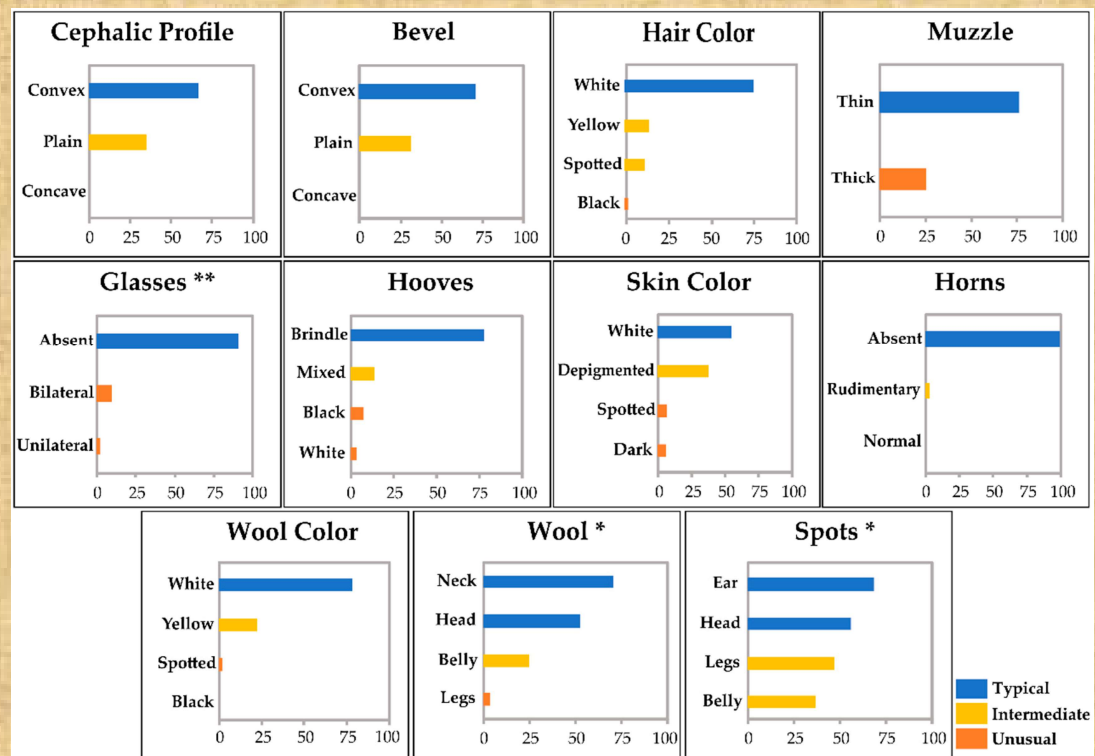 Cephalic Profile
Convex
Plain
Concave
0 25 50 75 100
Bevel
Convex
Plain
Concave
0 25 50 75 100
Hair Color
White
Yellow
Spotted
Black
0 25 50 75 100
Muzzle
Thin
Thick
0 25 50 75 100
Glasses **
Absent
Bilateral
Unilateral
0 25 50 75 100
Hooves
Brindle
Mixed
Black
White
0 25 50 75 100
Skin Color
White
Depigmented
Spotted
Dark
0 25 50 75 100
Horns
Absent
Rudimentary
Normal
0 25 50 75 100
Wool Color
White
Yellow
Spotted
Black
0 25 50 75 100
Wool *
Neck
Head
Belly
Legs
0 25 50 75 100
Spots *
Ear
Head
Legs
Belly
0 25 50 75 100
Typical
Intermediate
Unusual